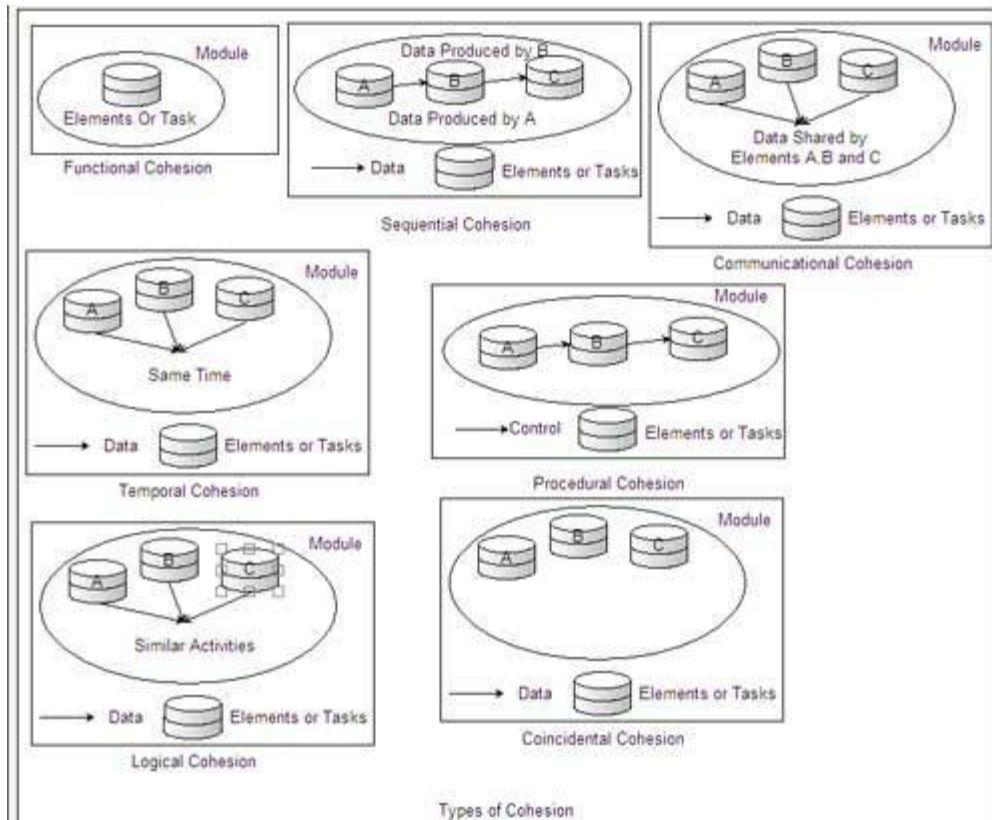 Module
Elements Or Task
Functional Cohesion
Data Produced by B
A
B
C
Data Produced by A
Data
Elements or Tasks
Sequential Cohesion
Module
A
B
C
Data Shared by
Elements A.B and C
Data
Elements or Tasks
Communicational Cohesion
Module
A
B
C
Same Time
Data
Elements or Tasks
Temporal Cohesion
Module
A
B
C
Control
Elements or Tasks
Procedural Cohesion
Module
A
B
C
Similar Activities
Data
Elements or Tasks
Logical Cohesion
Module
A
B
C
Data
Elements or Tasks
Coincidental Cohesion
Types of Cohesion